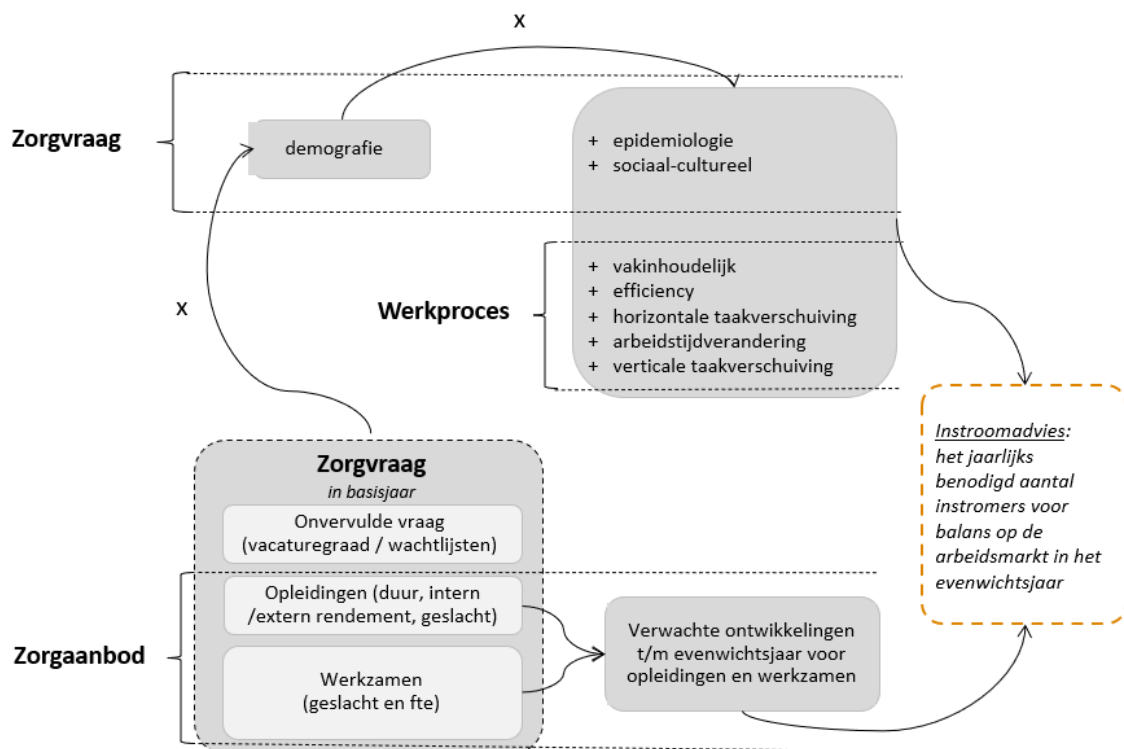 X
Zorgvraag
demografie
+ epidemiologie
+ sociaal-cultureel
X
Werkproces
+ vakinhoudelijk
+ efficiency
+ horizontale taakverschuiving
+ arbeidstijdverandering
+ verticale taakverschuiving
Zorgvraag
in basisjaar
Onvervulde vraag
(vacaturegraad / wachtlijsten)
Zorgaanbod
Opleidingen (duur, intern
/extern rendement, geslacht)
Werkzamen
(geslacht en fte)
Verwachte ontwikkelingen
t/m evenwichtsjaar voor
opleidingen en werkzamen
Instroomadvies:
het jaarlijks
benodigd aantal
instromers voor
balans op de
arbeidsmarkt in het
evenwichtsjaar